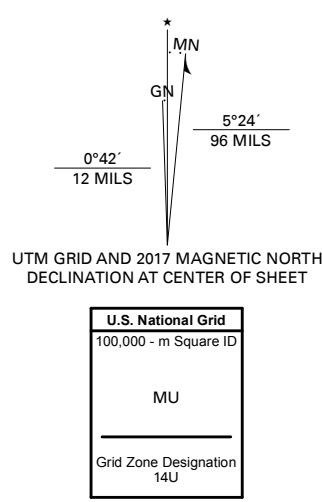 MN
GN
5°24´
96 MILS
0°42´
12 MILS
UTM GRID AND 2017 MAGNETIC NORTH
DECLINATION AT CENTER OF SHEET
U.S. National Grid
100,000 - m Square ID
MU
Grid Zone Designation
14U